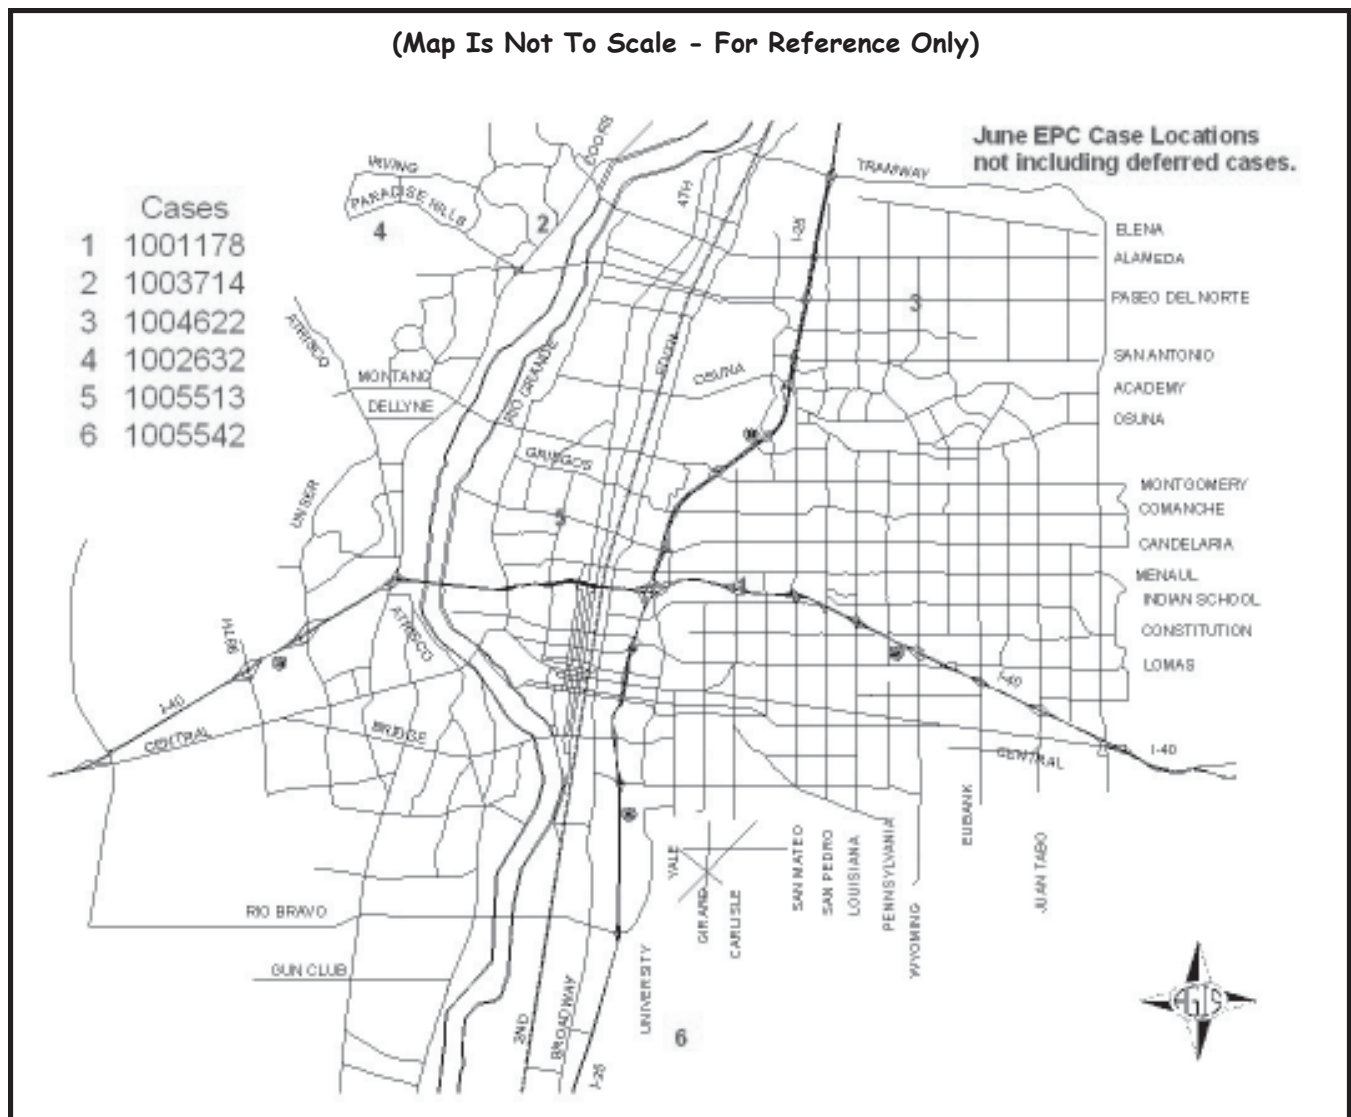 (Map Is Not To Scale - For Reference Only)
June EPC Case Locations
not including deferred cases.
Cases
1 1001178
2 1003714
3 1004622
4 1002632
5 1005513
6 1005542
IRVING
PARADISE HILLS
COORS
4
2
4TH
I-25
TRAMWAY
ELENA
ALAMEDA
PASEO DEL NORTE
3
SAN ANTONIO
ACADEMY
OSUNA
ATRISCO
MONTANO
DELLYNE
RIO GRANDE
EDITH
OSUNA
GRIEGOS
UNSER
5
MONTGOMERY
COMANCHE
CANDELARIA
MENAUL
INDIAN SCHOOL
CONSTITUTION
LOMAS
1
98TH
ATRISCO
I-40
CENTRAL
BRIDGE
I-40
CENTRAL
I-40
YALE
GIRARD
CARLISLE
SAN MATEO
SAN PEDRO
LOUISIANA
PENNSYLVANIA
WYOMING
EUBANK
JUAN TABO
RIO BRAVO
GUN CLUB
2ND
BROADWAY
I-25
UNIVERSITY
6
AGIS